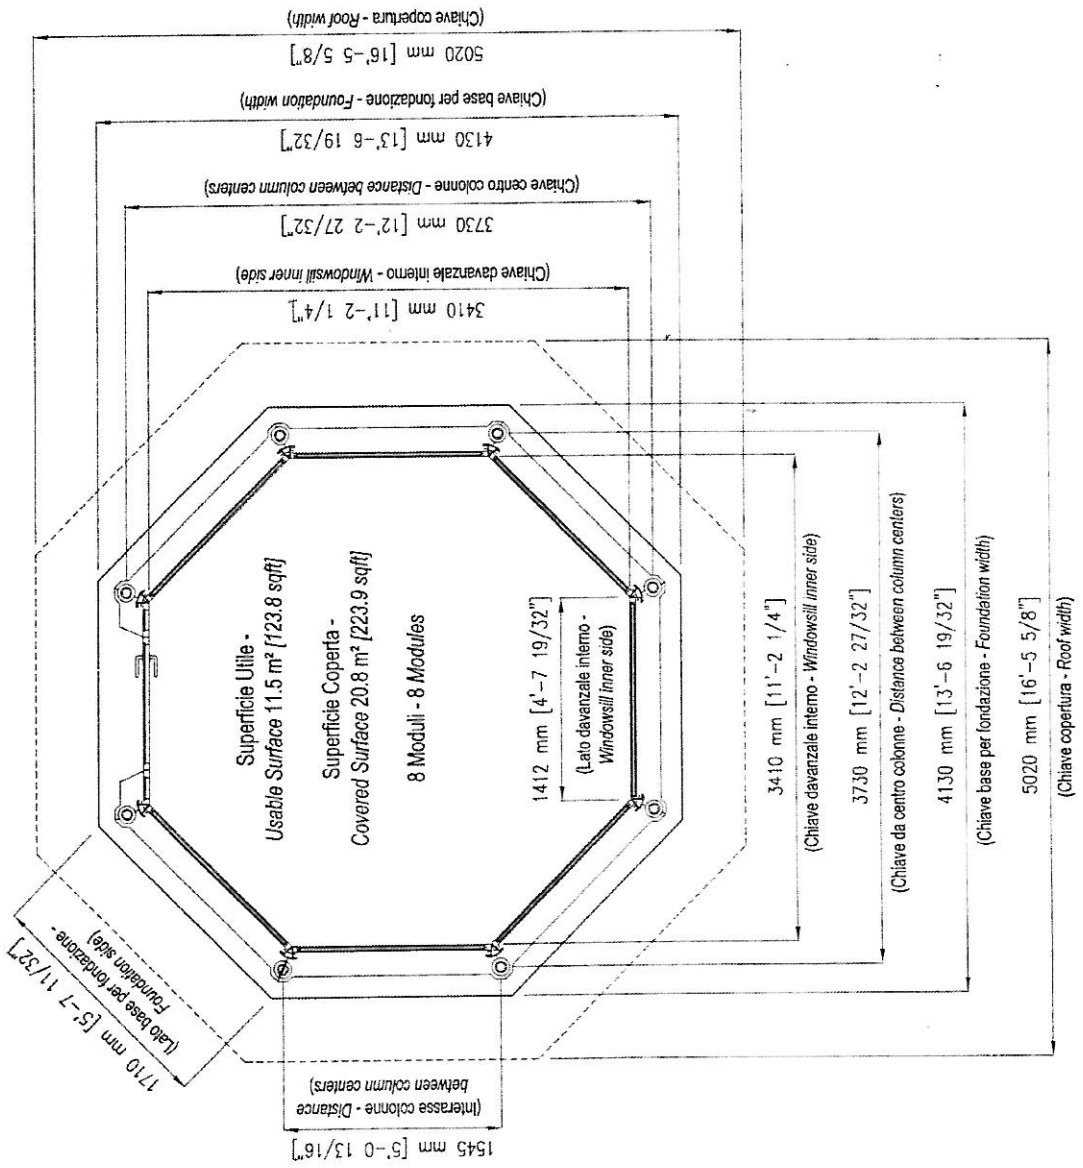 (Chiave copertura - Roof width)
5020 mm [16'-5 5/8"]
(Chiave base per fondazione - Foundation width)
4130 mm [13'-6 19/32"]
(Chiave centro colonne - Distance between column centers)
3730 mm [12'-2 27/32"]
(Chiave davanzale interno - Windowsill inner side)
3410 mm [11'-2 1/4"]
Superficie Utile -
Usable Surface 11.5 m² [123.8 sqft]
Superficie Coperta -
Covered Surface 20.8 m² [223.9 sqft]
8 Moduli - 8 Modules
1412 mm [4'-7 19/32"]
(Lato davanzale interno -
Windowsill inner side)
3410 mm [11'-2 1/4"]
(Chiave davanzale interno - Windowsill inner side)
3730 mm [12'-2 27/32"]
(Chiave da centro colonne - Distance between column centers)
4130 mm [13'-6 19/32"]
(Chiave base per fondazione - Foundation width)
5020 mm [16'-5 5/8"]
(Chiave copertura - Roof width)
1710 mm [5'-7 11/32"]
(Lato base per fondazione -
Foundation side)
1545 mm [5'-0 13/16"]
(Interasse colonne - Distance
between column centers)